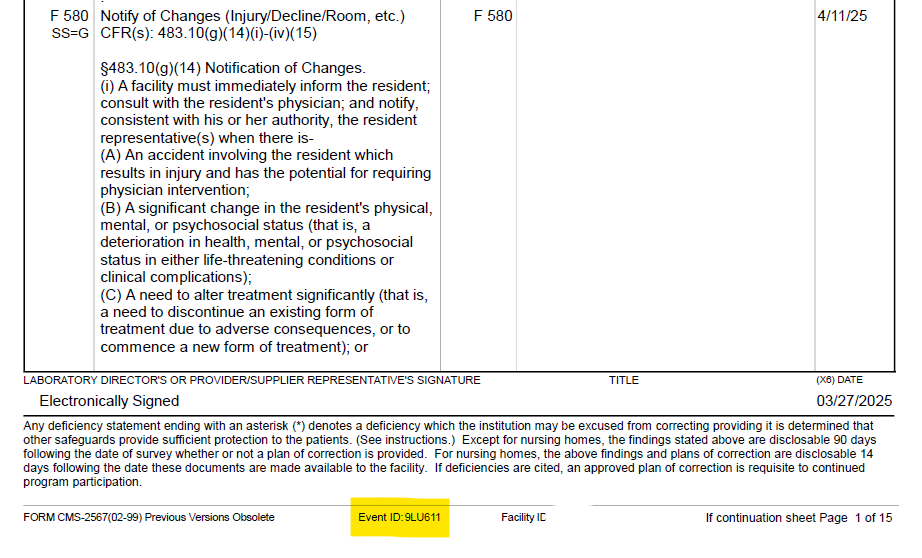 F 580 Notify of Changes (Injury/Decline/Room, etc.) F 580 4/11/25
SS=G CFR(s): 483.10(g)(14)(i)-(iv)(15)
§483.10(g)(14) Notification of Changes.
(i) A facility must immediately inform the resident;
consult with the resident's physician; and notify,
consistent with his or her authority, the resident
representative(s) when there is-
(A) An accident involving the resident which
results in injury and has the potential for requiring
physician intervention;
(B) A significant change in the resident's physical,
mental, or psychosocial status (that is, a
deterioration in health, mental, or psychosocial
status in either life-threatening conditions or
clinical complications);
(C) A need to alter treatment significantly (that is,
a need to discontinue an existing form of
treatment due to adverse consequences, or to
commence a new form of treatment); or
LABORATORY DIRECTOR'S OR PROVIDER/SUPPLIER REPRESENTATIVE'S SIGNATURE TITLE (X6) DATE
Electronically Signed 03/27/2025
Any deficiency statement ending with an asterisk (*) denotes a deficiency which the institution may be excused from correcting providing it is determined that
other safeguards provide sufficient protection to the patients. (See instructions.) Except for nursing homes, the findings stated above are disclosable 90 days
following the date of survey whether or not a plan of correction is provided. For nursing homes, the above findings and plans of correction are disclosable 14
days following the date these documents are made available to the facility. If deficiencies are cited, an approved plan of correction is requisite to continued
program participation.
FORM CMS-2567(02-99) Previous Versions Obsolete Event ID: 9LU611 Facility ID If continuation sheet Page 1 of 15